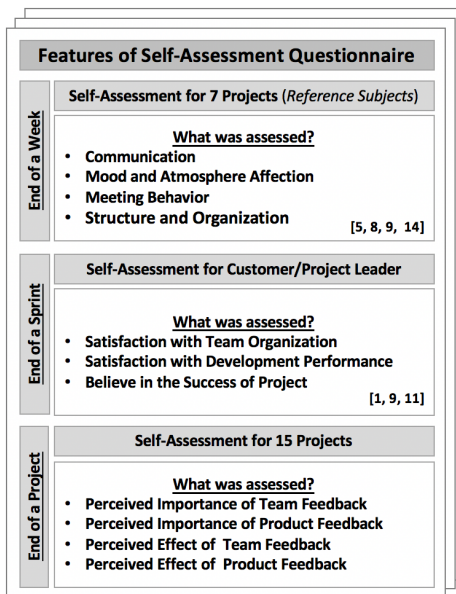 Features of Self-Assessment Questionnaire
End of a Week
Self-Assessment for 7 Projects (Reference Subjects)
What was assessed?
• Communication
• Mood and Atmosphere Affection
• Meeting Behavior
• Structure and Organization
[5, 8, 9, 14]
End of a Sprint
Self-Assessment for Customer/Project Leader
What was assessed?
• Satisfaction with Team Organization
• Satisfaction with Development Performance
• Believe in the Success of Project
[1, 9, 11]
End of a Project
Self-Assessment for 15 Projects
What was assessed?
• Perceived Importance of Team Feedback
• Perceived Importance of Product Feedback
• Perceived Effect of Team Feedback
• Perceived Effect of Product Feedback